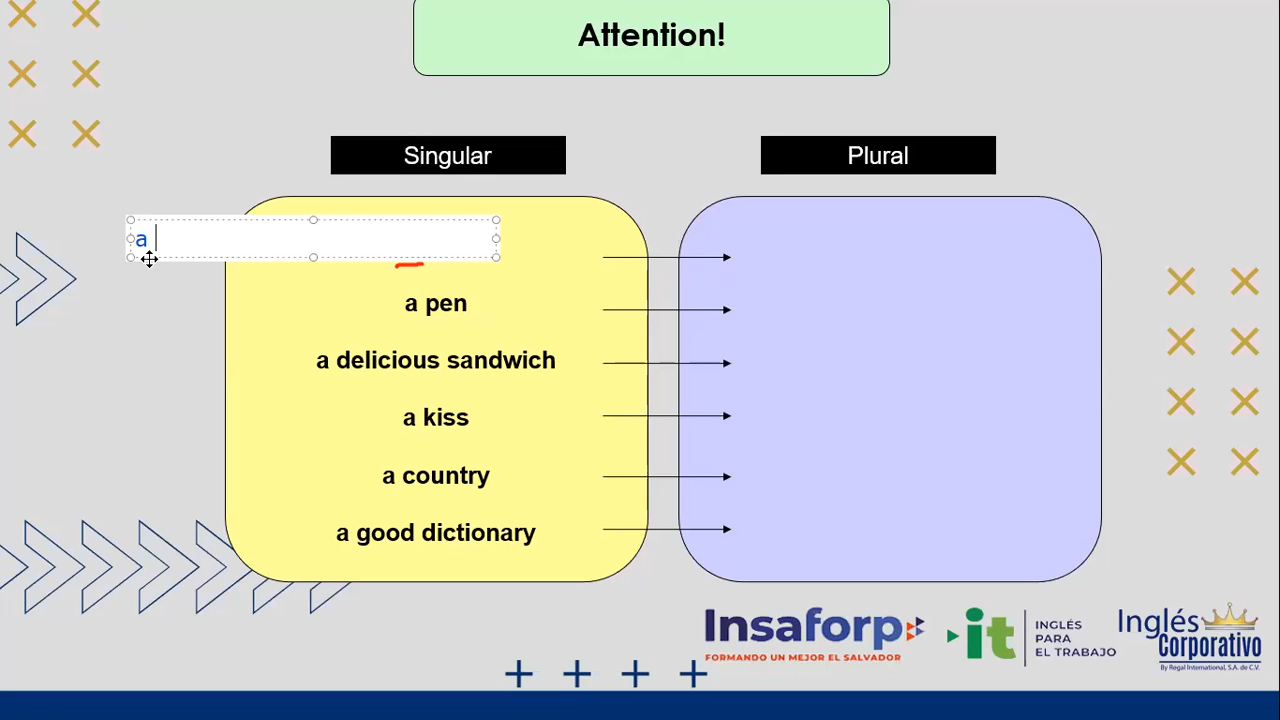 Attention!
Singular
Plural
a
a pen
a delicious sandwich
a kiss
a country
a good dictionary
Insaforp
FORMANDO UN MEJOR EL SALVADOR
it
INGLÉS
PARA
EL TRABAJO
Inglés
Corporativo
By Regal International, S.A. de C.V.